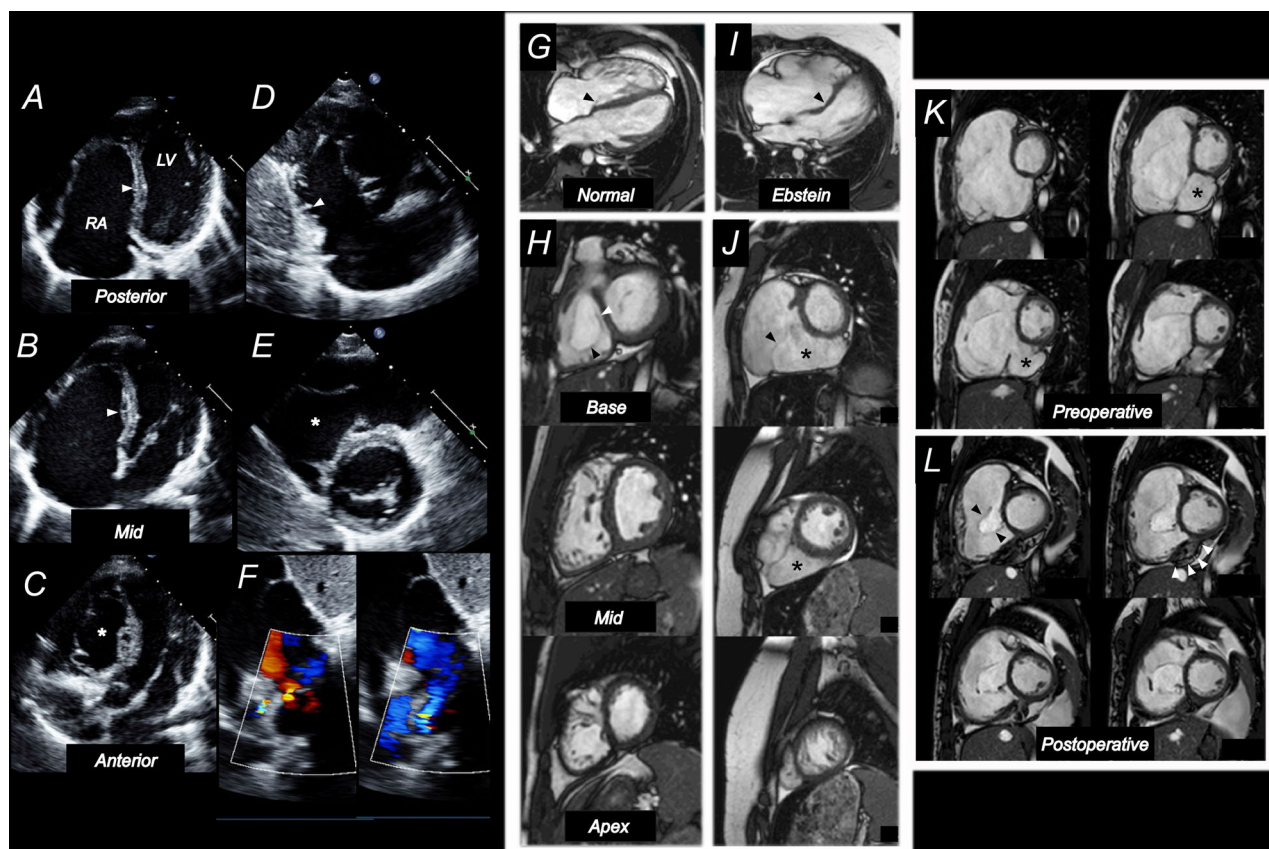 A
LV
RA
Posterior
D
B
Mid
E
*
C
*
Anterior
F
G
Normal
I
Ebstein
H
Base
J
*
Mid
*
Apex
K
*
*
Preoperative
L
Postoperative